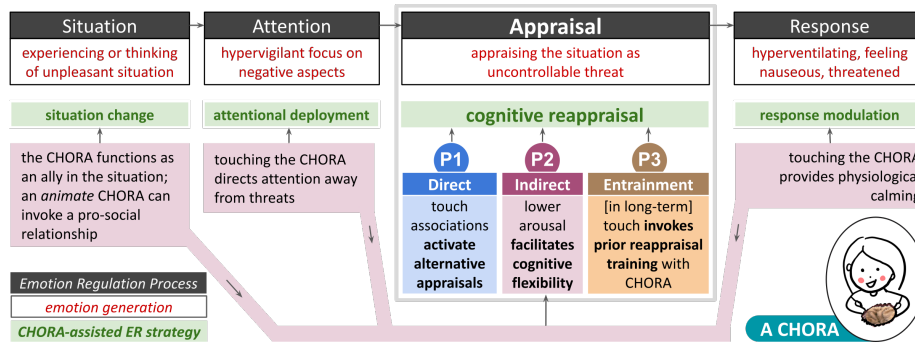 Situation
experiencing or thinking
of unpleasant situation
situation change
the CHORA functions as
an ally in the situation;
an animate CHORA can
invoke a pro-social
relationship
Attention
hypervigilant focus on
negative aspects
attentional deployment
touching the CHORA
directs attention away
from threats
Appraisal
appraising the situation as
uncontrollable threat
cognitive reappraisal
P1
Direct
touch
associations
activate
alternative
appraisals
P2
Indirect
lower
arousal
facilitates
cognitive
flexibility
P3
Entrainment
[in long-term]
touch invokes
prior reappraisal
training with
CHORA
Response
hyperventilating, feeling
nauseous, threatened
response modulation
touching the CHORA
provides physiological
calming
Emotion Regulation Process
emotion generation
CHORA-assisted ER strategy
A CHORA